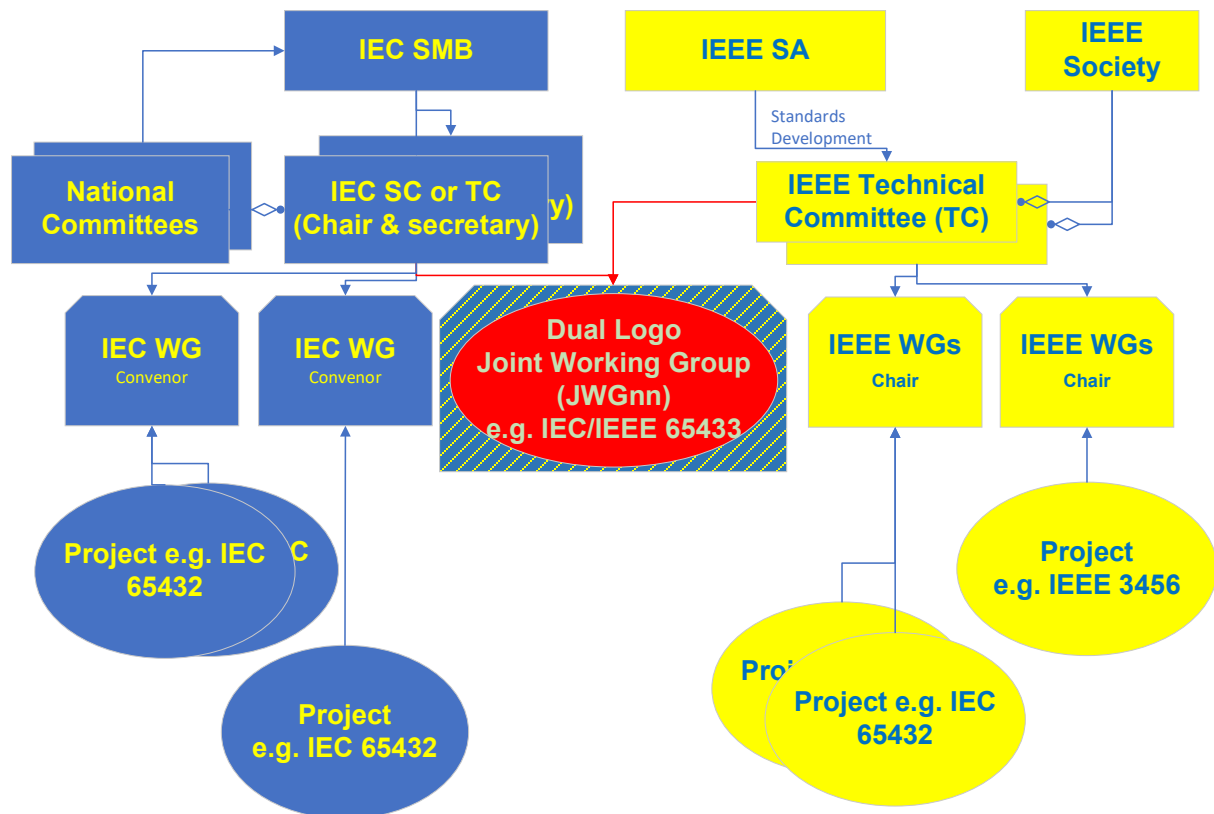 IEC SMB
IEEE SA
IEEE
Society
Standards
Development
National
Committees
IEC SC or TC
(Chair & secretary)
y)
IEEE Technical
Committee (TC)
IEC WG
Convenor
IEC WG
Convenor
Dual Logo
Joint Working Group
(JWGnn)
e.g. IEC/IEEE 65433
IEEE WGs
Chair
IEEE WGs
Chair
Project e.g. IEC
65432
C
Project
e.g. IEEE 3456
Project
e.g. IEC 65432
Proj
Project e.g. IEC
65432